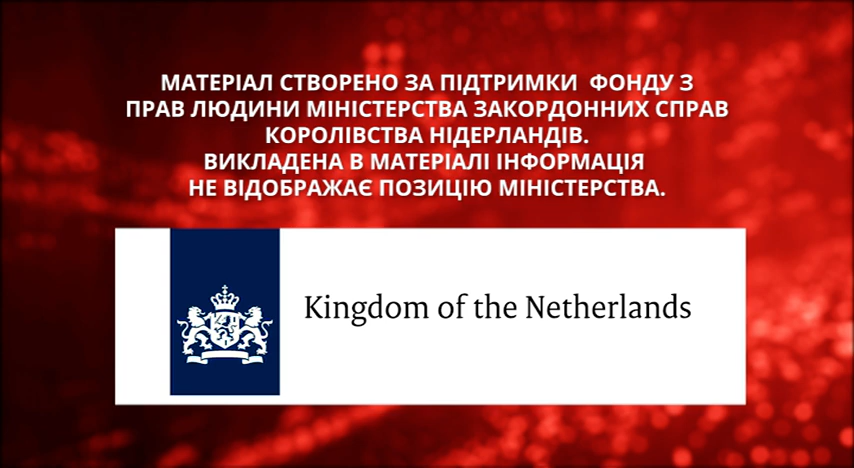 МАТЕРІАЛ СТВОРЕНО ЗА ПІДТРИМКИ ФОНДУ З
ПРАВ ЛЮДИНИ МІНІСТЕРСТВА ЗАКОРДОННИХ СПРАВ
КОРОЛІВСТВА НІДЕРЛАНДІВ.
ВИКЛАДЕНА В МАТЕРІАЛІ ІНФОРМАЦІЯ
НЕ ВІДОБРАЖАЄ ПОЗИЦІЮ МІНІСТЕРСТВА.
Kingdom of the Netherlands